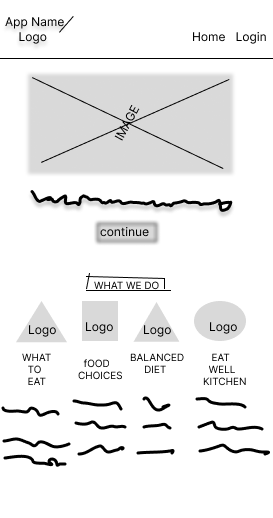 App Name/
Logo
Home Login
IMAGE
continue
WHAT WE DO
Logo Logo Logo Logo
WHAT
TO
EAT
fOOD
CHOICES
BALANCED
DIET
EAT
WELL
KITCHEN